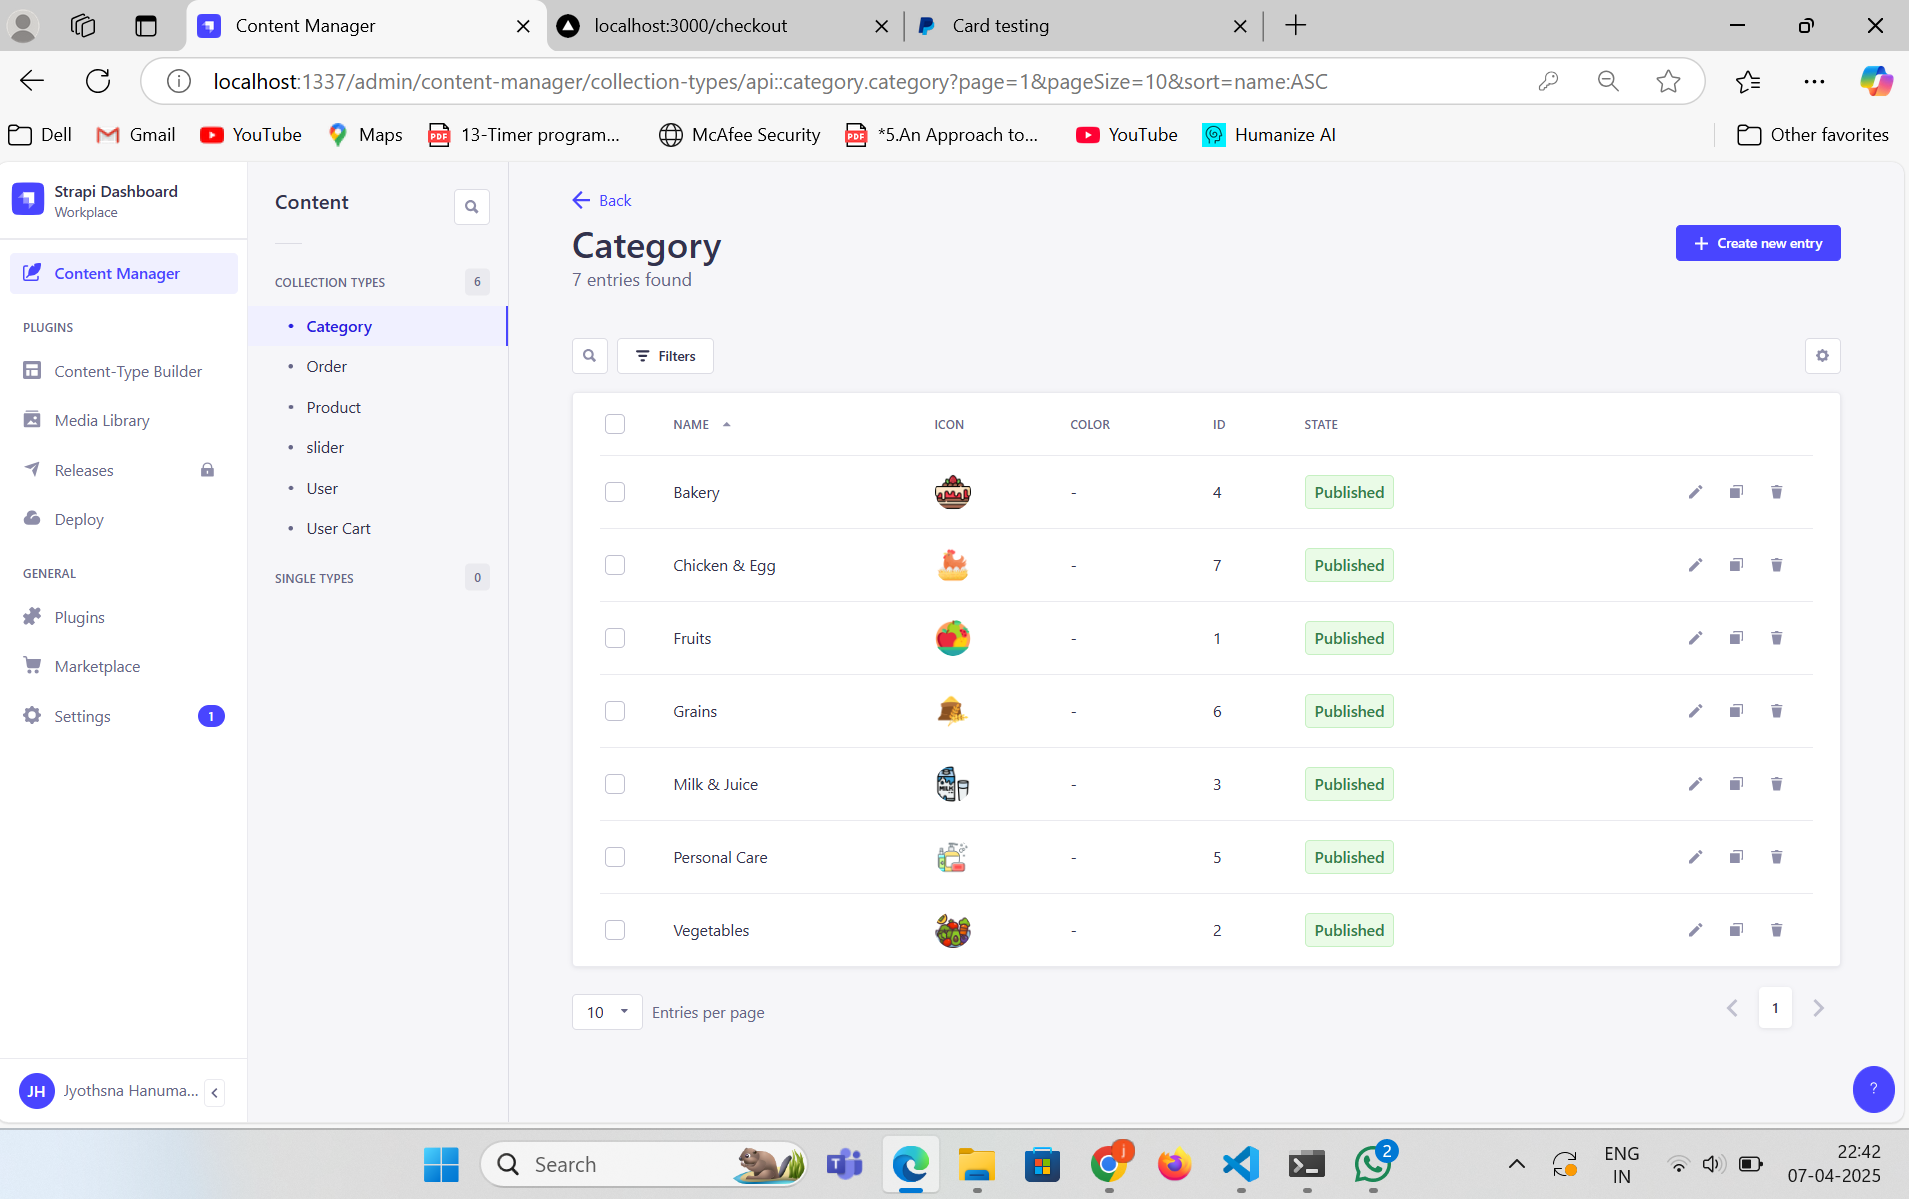 Content Manager
localhost:3000/checkout
Card testing
localhost:1337/admin/content-manager/collection-types/api::category.category?page=1&pageSize=10&sort=name:ASC
Dell
Gmail
YouTube
Maps
PDF
13-Timer program...
McAfee Security
PDF
*5.An Approach to...
YouTube
Humanize AI
Other favorites
Strapi Dashboard
Workplace
Content Manager
PLUGINS
Content-Type Builder
Media Library
Releases
Deploy
GENERAL
Plugins
Marketplace
Settings 1
JH Jyothsna Hanuma...
Content
COLLECTION TYPES 6
• Category
• Order
• Product
• slider
• User
• User Cart
SINGLE TYPES 0
Back
Category
7 entries found
Create new entry
Filters
NAME ICON COLOR ID STATE
Bakery - 4 Published
Chicken & Egg - 7 Published
Fruits - 1 Published
Grains - 6 Published
Milk & Juice MILK - 3 Published
Personal Care - 5 Published
Vegetables - 2 Published
10 Entries per page
1
?
Search
T
j
2
ENG
IN
22:42
07-04-2025